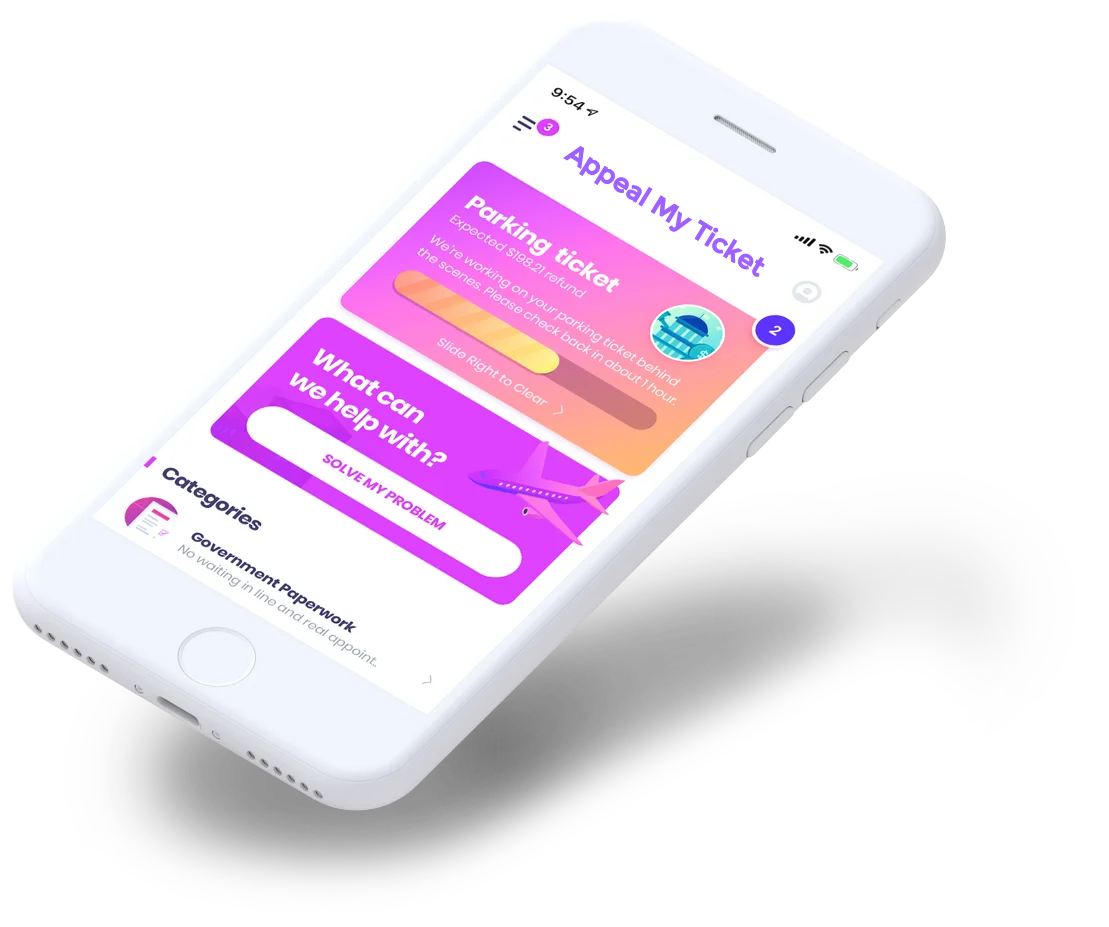 9:54
3
Appeal My Ticket
Parking ticket
Expected $198.21 refund
We're working on your parking ticket behind
the scenes. Please check back in about 1 hour.
2
Slide Right to Clear
What can
we help with?
SOLVE MY PROBLEM
Categories
Government Paperwork
No waiting in line and real appoint.